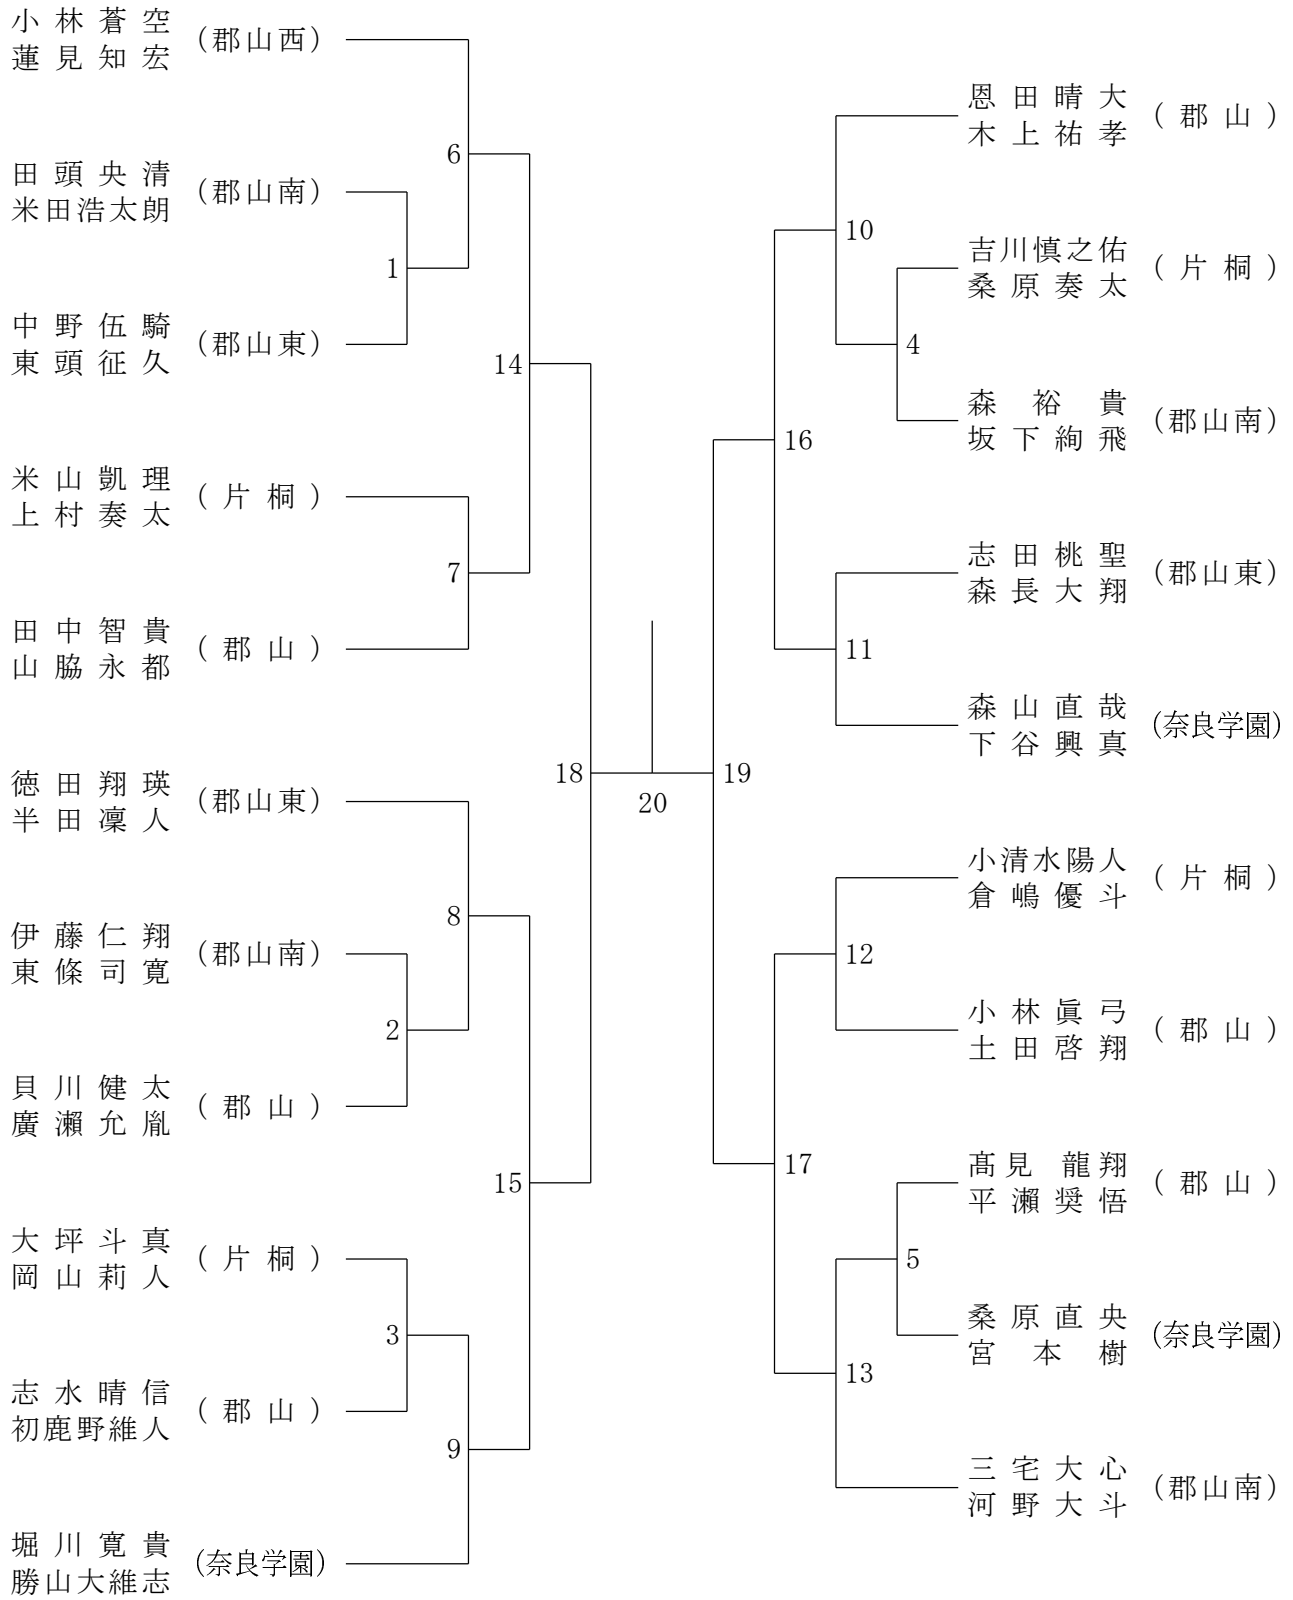 小林蒼空
蓮見知宏
(郡山西)
田頭央清
米田浩太朗
(郡山南)
中野伍騎
東頭征久
(郡山東)
米山凱理
上村奏太
(片桐)
田中智貴
山脇永都
(郡山)
徳田翔瑛
半田凜人
(郡山東)
伊藤仁翔
東條司寛
(郡山南)
貝川健太
廣瀬允胤
(郡山)
大坪斗真
岡山莉人
(片桐)
志水晴信
初鹿野維人
(郡山)
堀川寛貴
勝山大維志
(奈良学園)
1
2
3
6
7
8
9
14
15
18
20
19
16
17
10
11
12
13
4
5
恩田晴大
木上祐孝
(郡山)
吉川慎之佑
桑原奏太
(片桐)
森裕貴
坂下絢飛
(郡山南)
志田桃聖
森長大翔
(郡山東)
森山直哉
下谷興真
(奈良学園)
小清水陽人
倉嶋優斗
(片桐)
小林眞弓
土田啓翔
(郡山)
髙見龍翔
平瀬奨悟
(郡山)
桑原直央
宮本樹
(奈良学園)
三宅大心
河野大斗
(郡山南)